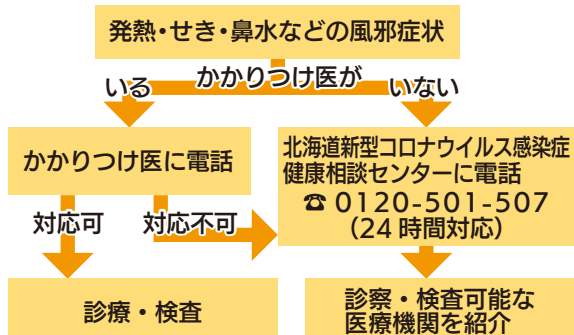 発熱・せき・鼻水などの風邪症状
かかりつけ医が
いる
いない
かかりつけ医に電話
北海道新型コロナウイルス感染症
健康相談センターに電話
☎ 0120-501-507
（24 時間対応）
対応可
対応不可
診療・検査
診察・検査可能な
医療機関を紹介